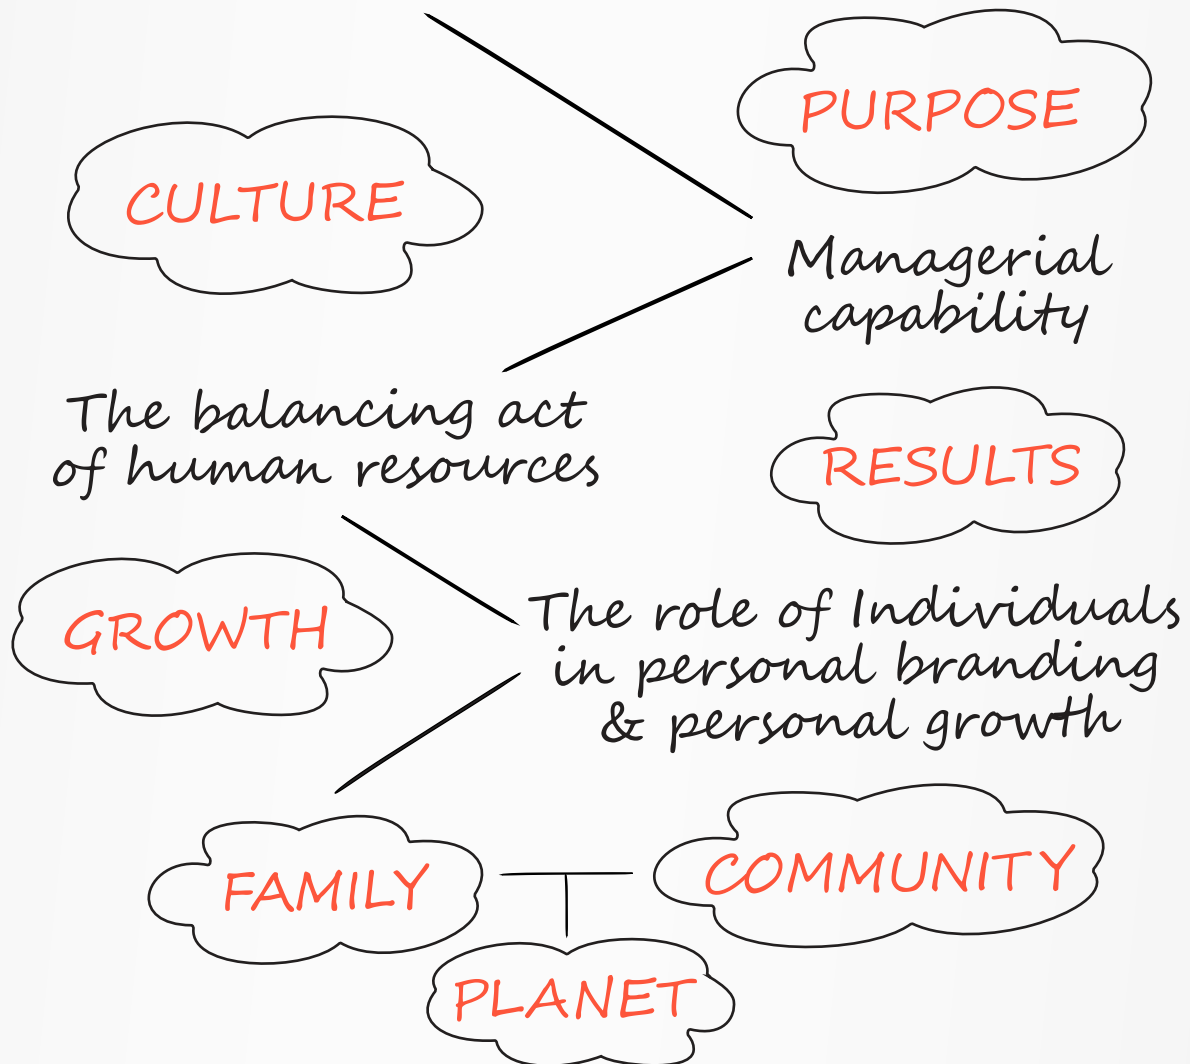 PURPOSE
CULTURE
Managerial
capability
The balancing act
of human resources
RESULTS
GROWTH
The role of Individuals
in personal branding
& personal growth
FAMILY
COMMUNITY
PLANET